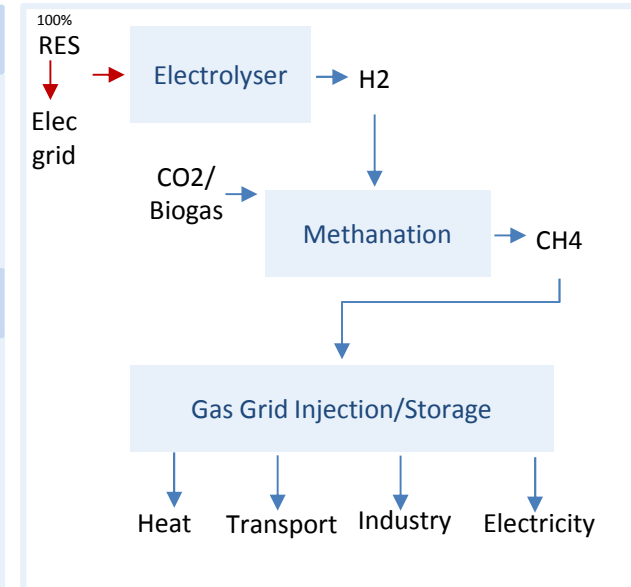 100%
RES
Electrolyser
H2
Elec
grid
CO2/
Biogas
Methanation
CH4
Gas Grid Injection/Storage
Heat
Transport
Industry
Electricity